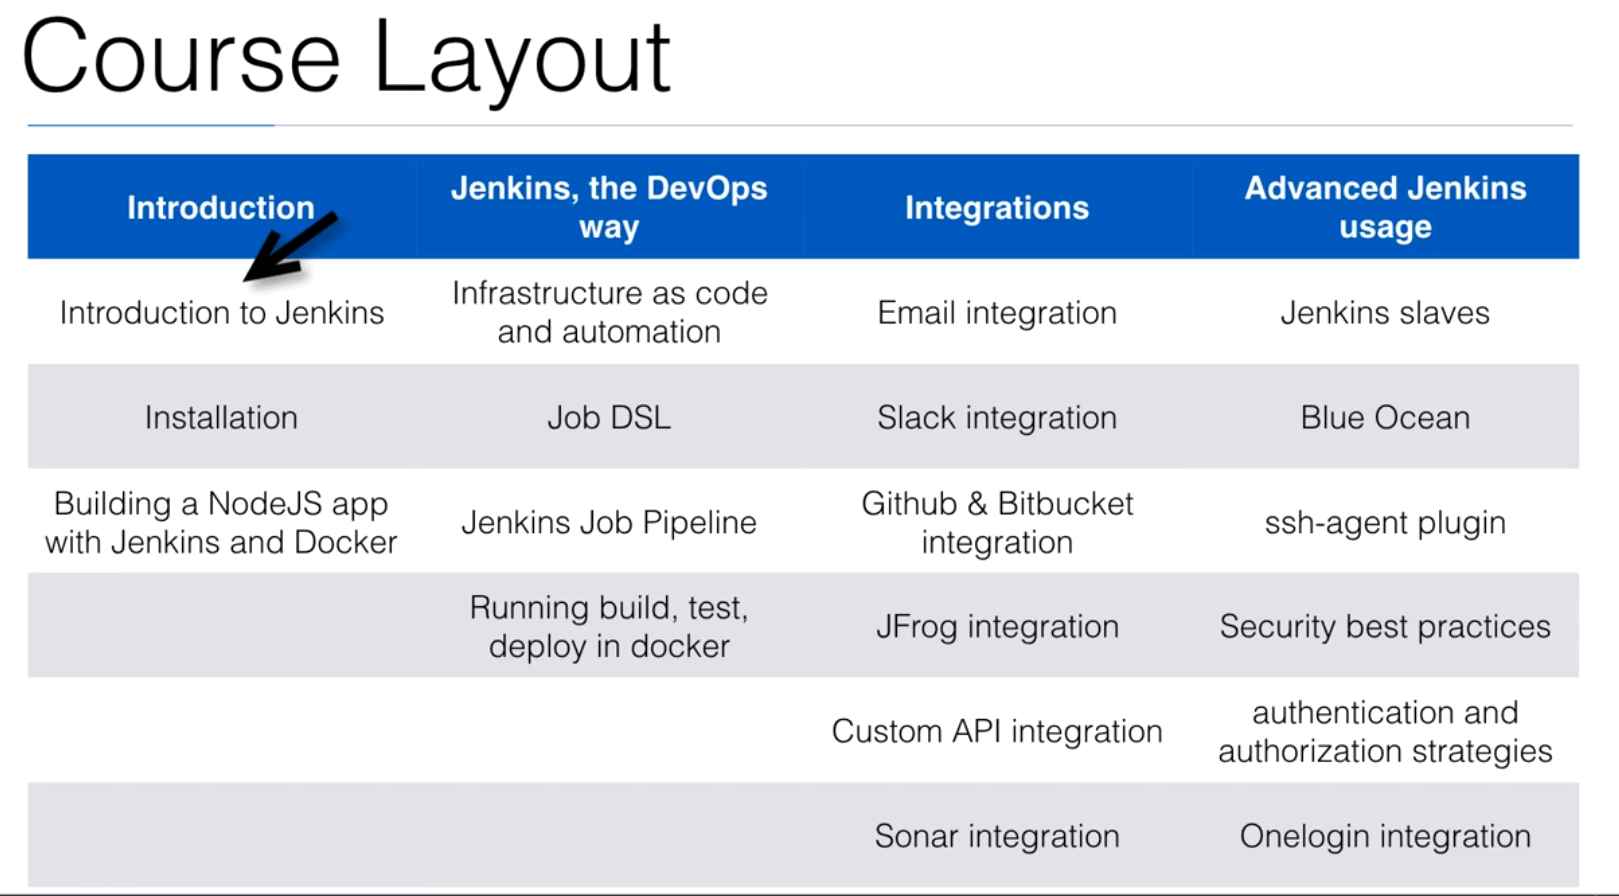 Course Layout
Introduction
Jenkins, the DevOps
way
Integrations
Advanced Jenkins
usage
Introduction to Jenkins
Infrastructure as code
and automation
Email integration
Jenkins slaves
Installation
Job DSL
Slack integration
Blue Ocean
Building a NodeJS app
with Jenkins and Docker
Jenkins Job Pipeline
Github & Bitbucket
integration
ssh-agent plugin
Running build, test,
deploy in docker
JFrog integration
Security best practices
Custom API integration
authentication and
authorization strategies
Sonar integration
Onelogin integration